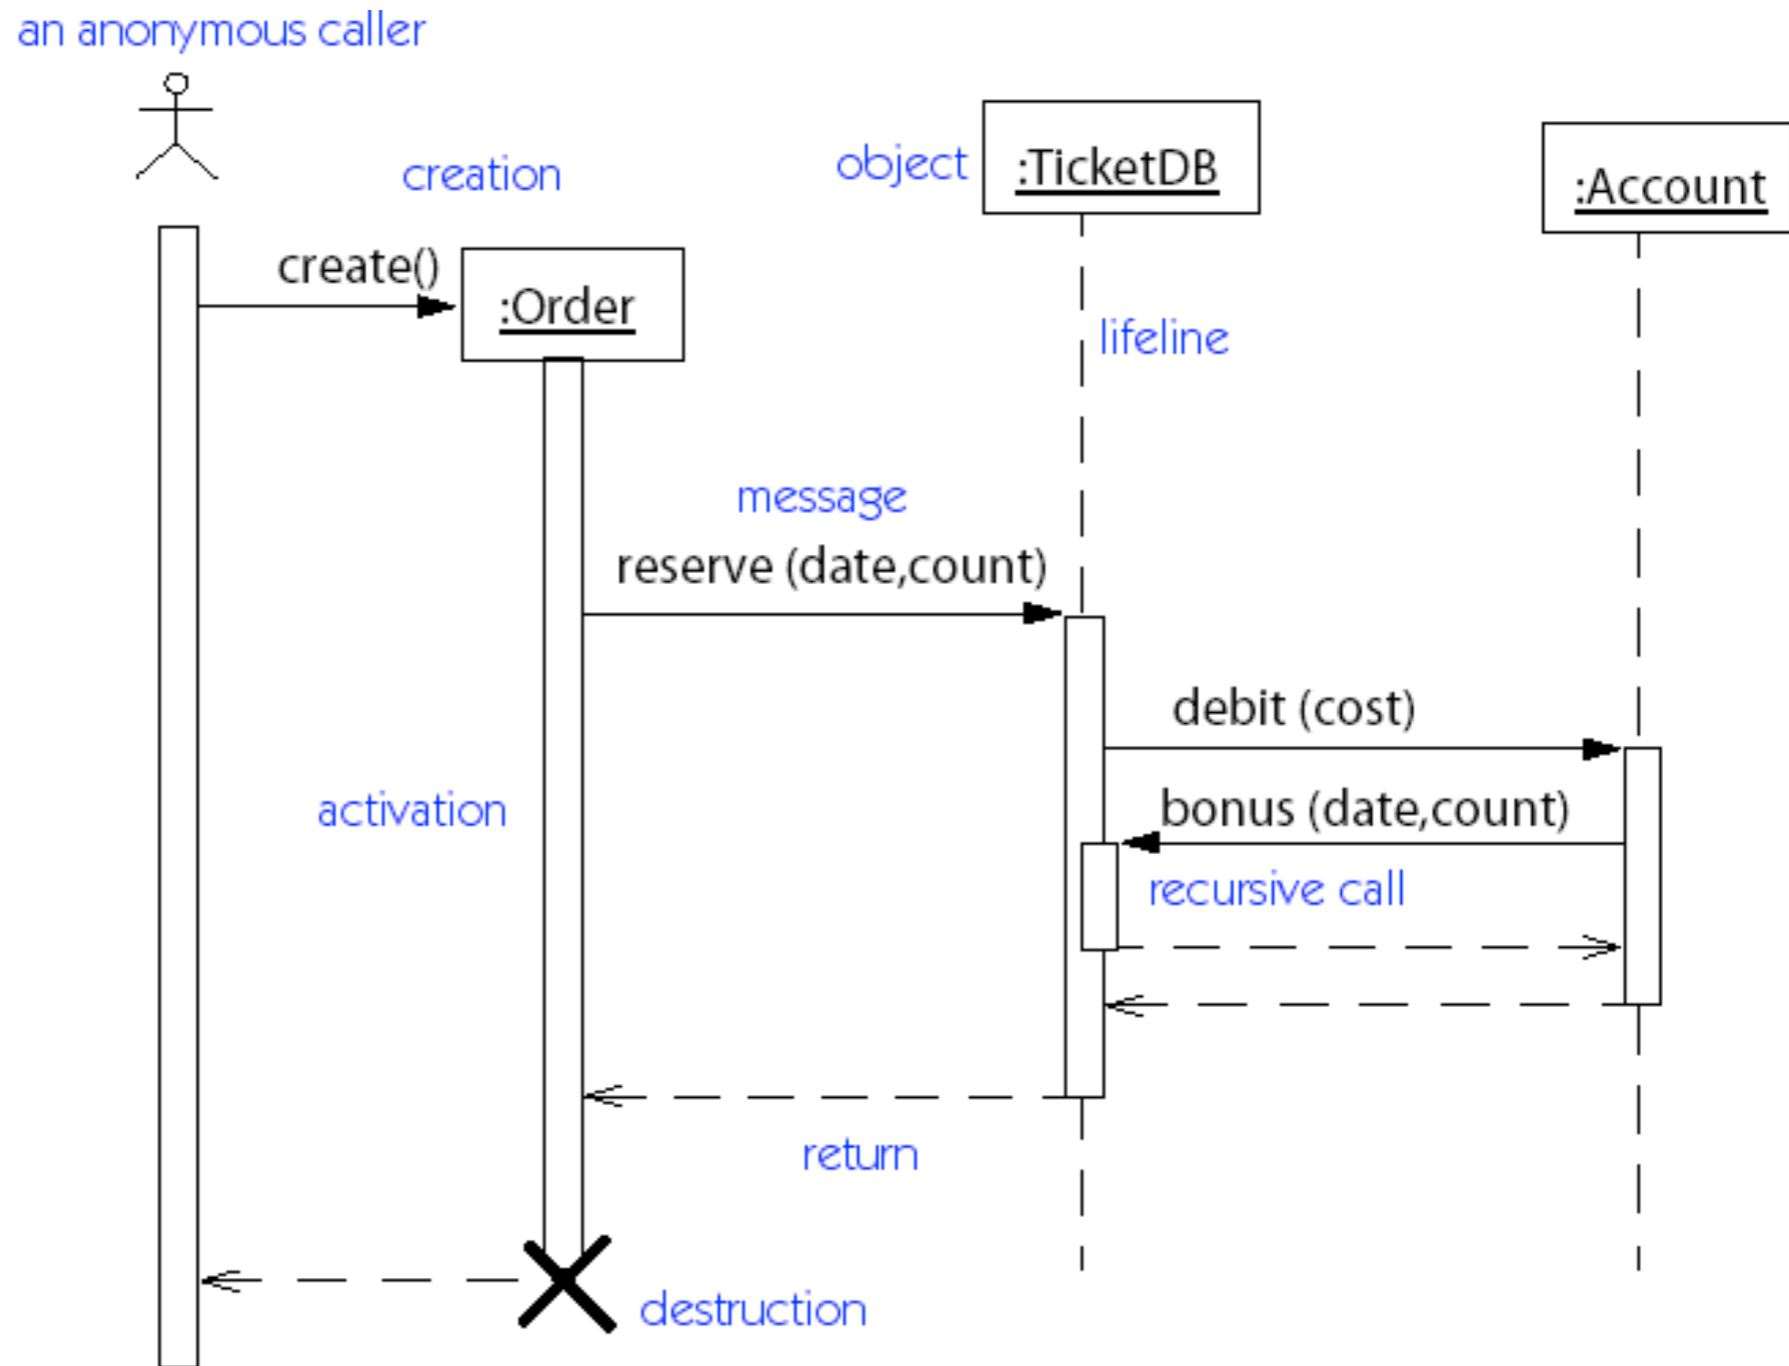 an anonymous caller
creation
object
:TicketDB
:Account
create()
:Order
lifeline
message
reserve (date,count)
debit (cost)
activation
bonus (date,count)
recursive call
return
destruction